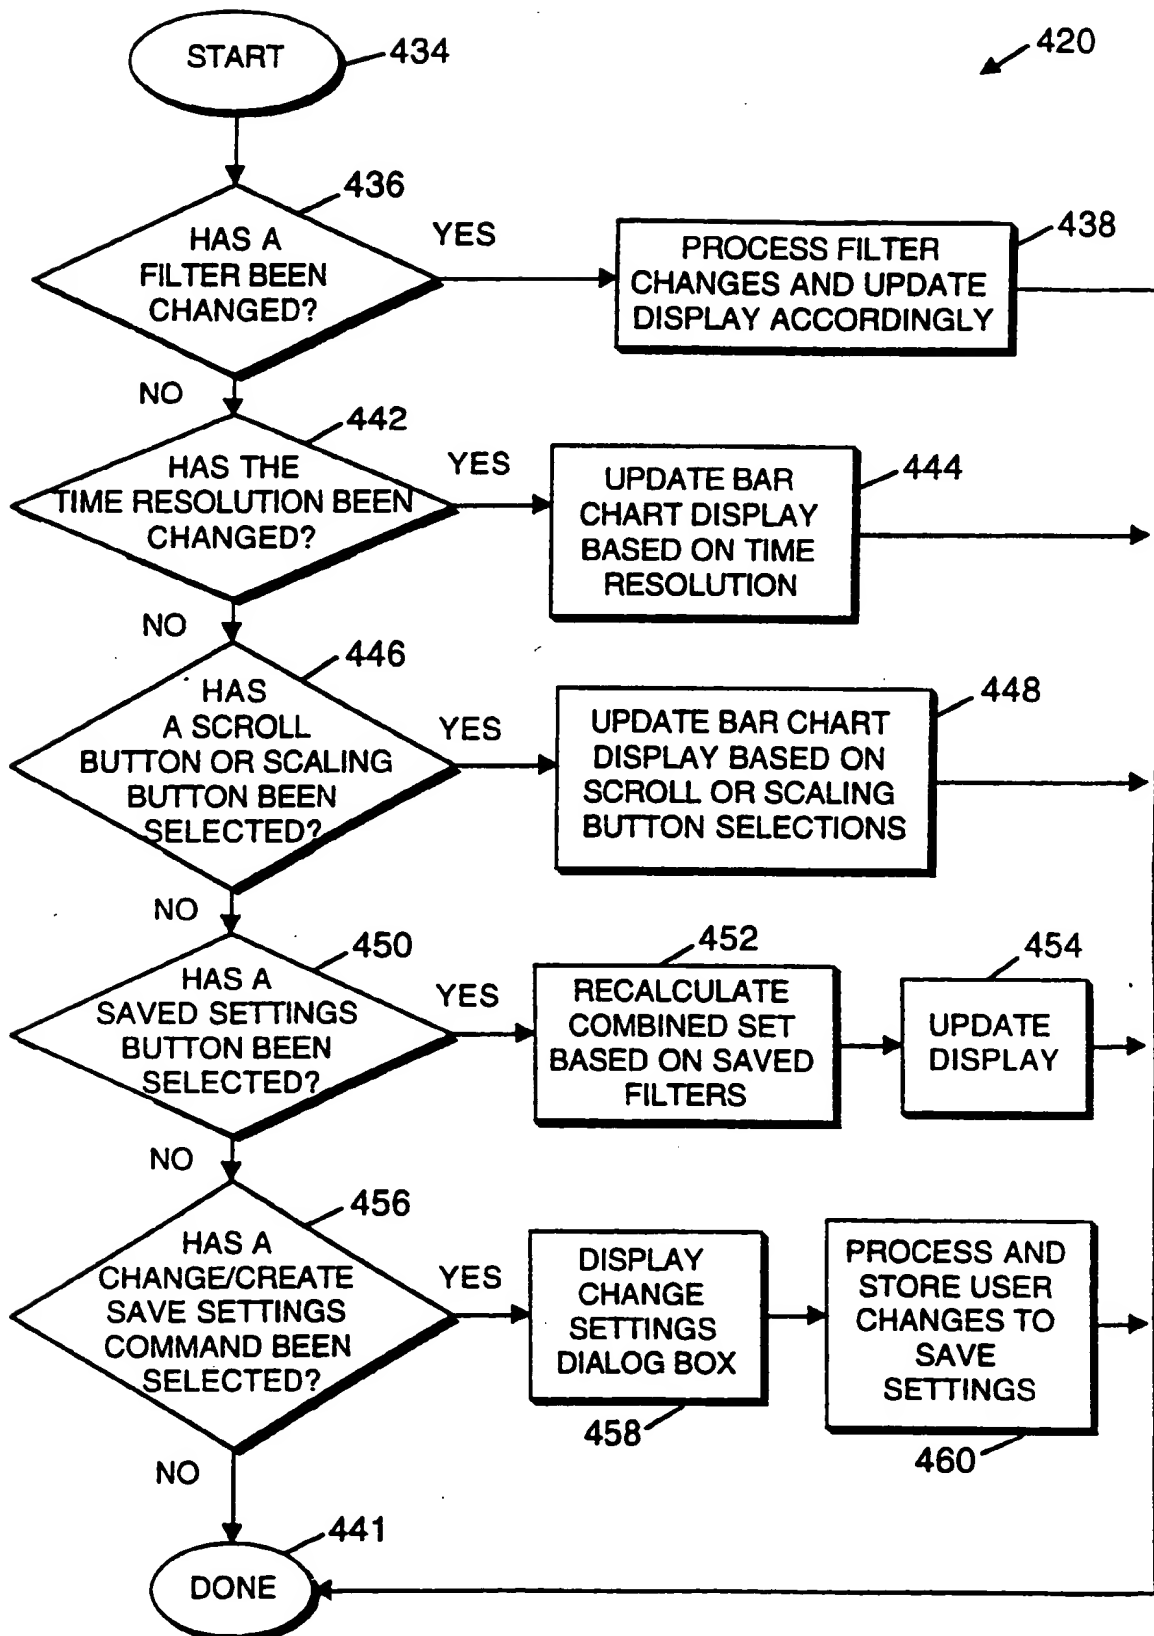 START
434
420
436
HAS A
FILTER BEEN
CHANGED?
YES
438
PROCESS FILTER
CHANGES AND UPDATE
DISPLAY ACCORDINGLY
NO
442
HAS THE
TIME RESOLUTION BEEN
CHANGED?
YES
444
UPDATE BAR
CHART DISPLAY
BASED ON TIME
RESOLUTION
NO
446
HAS
A SCROLL
BUTTON OR SCALING
BUTTON BEEN
SELECTED?
YES
448
UPDATE BAR CHART
DISPLAY BASED ON
SCROLL OR SCALING
BUTTON SELECTIONS
NO
450
HAS A
SAVED SETTINGS
BUTTON BEEN
SELECTED?
YES
452
RECALCULATE
COMBINED SET
BASED ON SAVED
FILTERS
454
UPDATE
DISPLAY
NO
456
HAS A
CHANGE/CREATE
SAVE SETTINGS
COMMAND BEEN
SELECTED?
YES
DISPLAY
CHANGE
SETTINGS
DIALOG BOX
458
PROCESS AND
STORE USER
CHANGES TO
SAVE
SETTINGS
460
NO
441
DONE